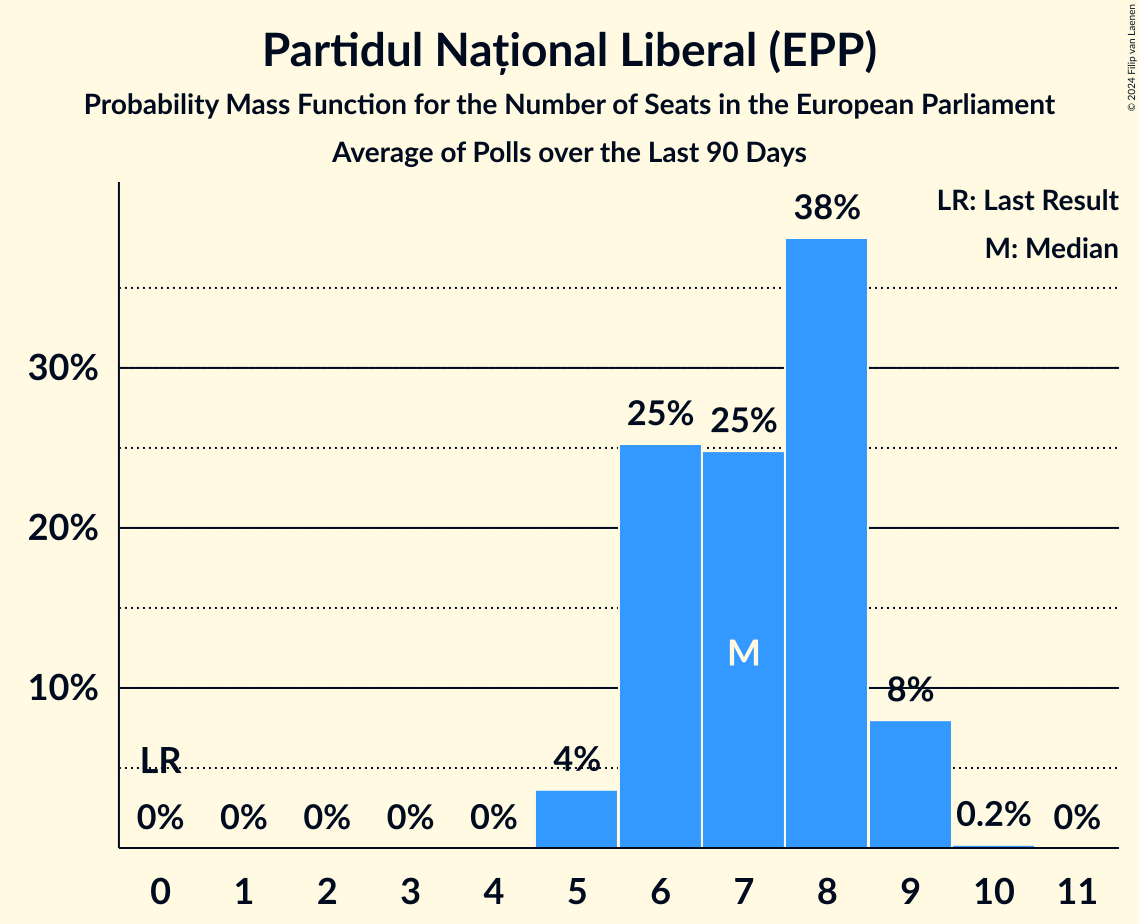 Partidul Național Liberal (EPP)
Probability Mass Function for the Number of Seats in the European Parliament
Average of Polls over the Last 90 Days
© 2024 Filip van Laenen
LR: Last Result
M: Median
38%
30%
25% 25%
20%
M
10%
8%
LR
4%
0% 0% 0% 0% 0% 0.2% 0%
0 1 2 3 4 5 6 7 8 9 10 11